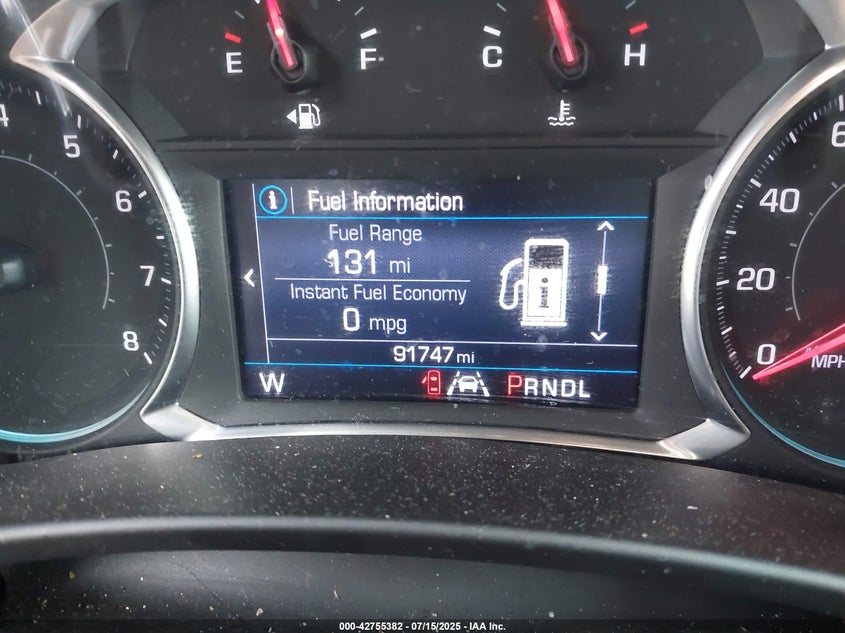 E F C H
4 5 6 7 8
Fuel Information
Fuel Range
131 mi
Instant Fuel Economy
0 mpg
91747 mi
W PRNDL
40
20
0
MPH
000-42755382 - 07/15/2025 - IAA Inc.